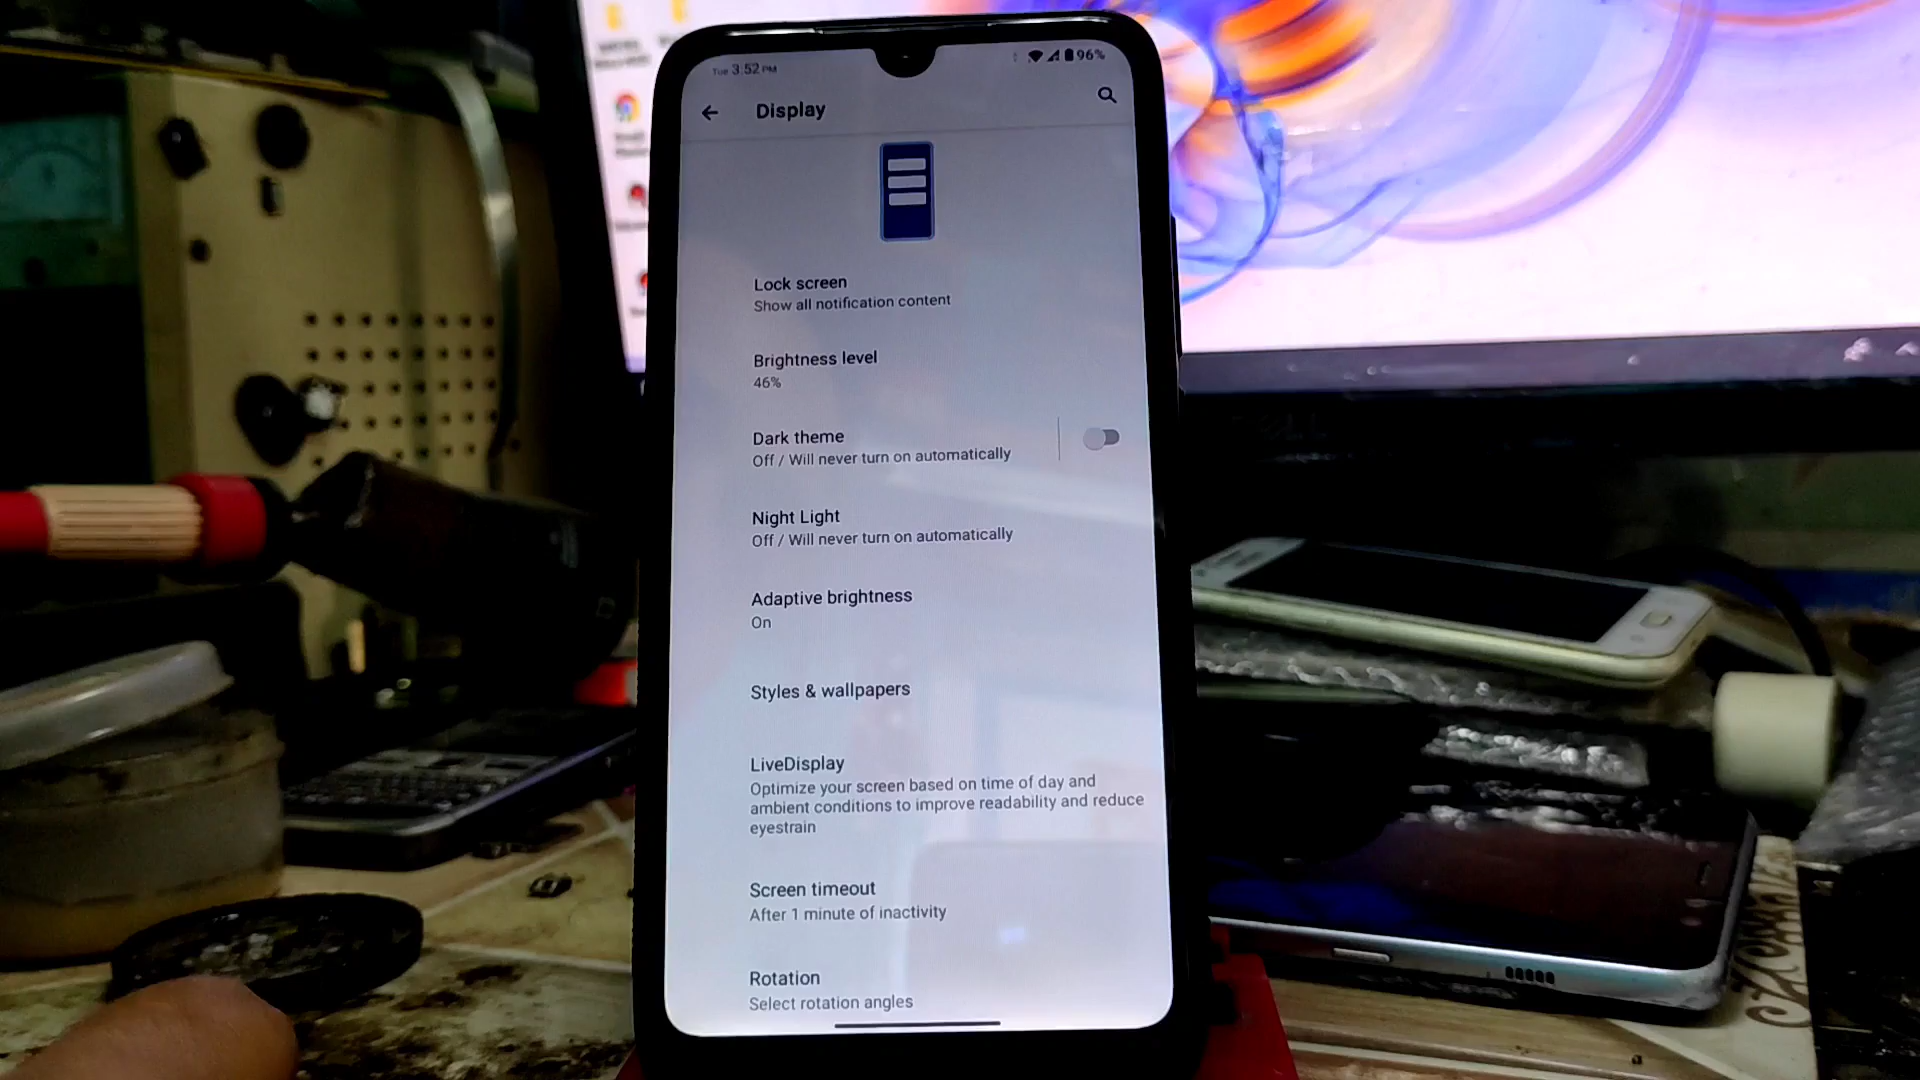 Tue 3:52 PM
96%
Display
Lock screen
Show all notification content
Brightness level
46%
Dark theme
Off / Will never turn on automatically
Night Light
Off / Will never turn on automatically
Adaptive brightness
On
Styles & wallpapers
LiveDisplay
Optimize your screen based on time of day and
ambient conditions to improve readability and reduce
eyestrain
Screen timeout
After 1 minute of inactivity
Rotation
Select rotation angles